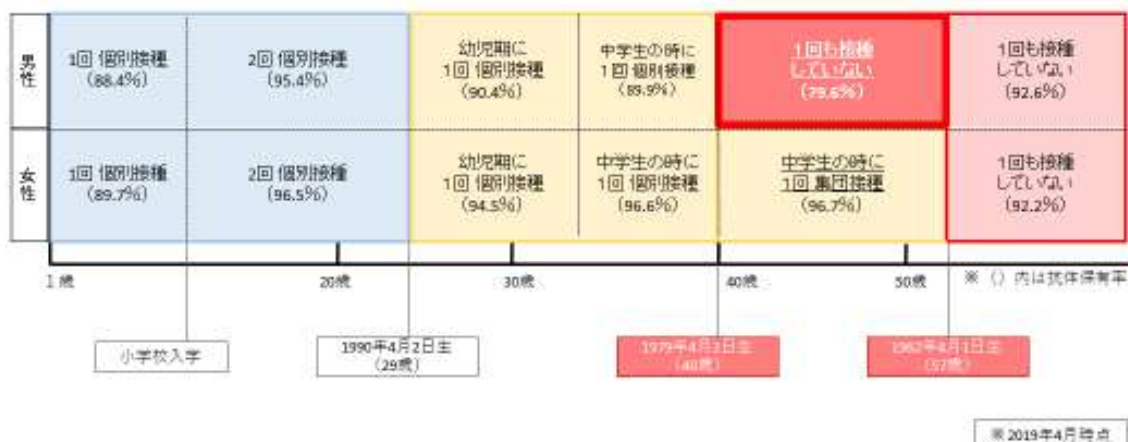 男性
1回 個別接種
(88.4%)
2回 個別接種
(95.4%)
幼児期に
1回 個別接種
(90.4%)
中学生の時に
1回 個別接種
(89.9%)
1回も接種
していない
(79.6%)
1回も接種
していない
(92.6%)
女性
1回 個別接種
(89.7%)
2回 個別接種
(96.5%)
幼児期に
1回 個別接種
(94.5%)
中学生の時に
1回 個別接種
(96.6%)
中学生の時に
1回 集団接種
(96.7%)
1回も接種
していない
(92.2%)
1歳
20歳
30歳
40歳
50歳
※（）内は抗体保有率
小学校入学
1990年4月2日生
(29歳)
1979年4月2日生
(40歳)
1962年4月1日生
(57歳)
※2019年4月時点